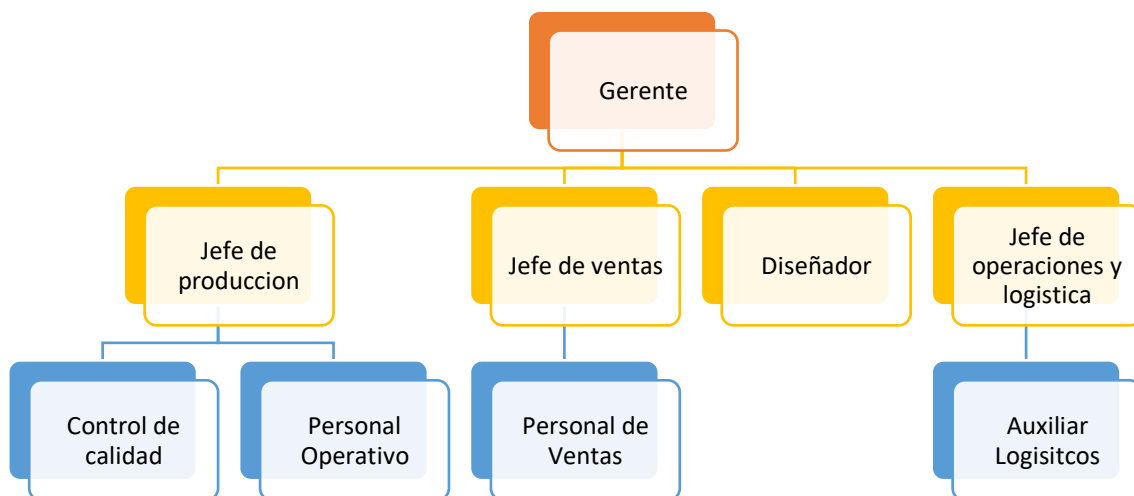 Gerente
Jefe de
produccion
Jefe de ventas
Diseñador
Jefe de
operaciones y
logistica
Control de
calidad
Personal
Operativo
Personal de
Ventas
Auxiliar
Logisitcos